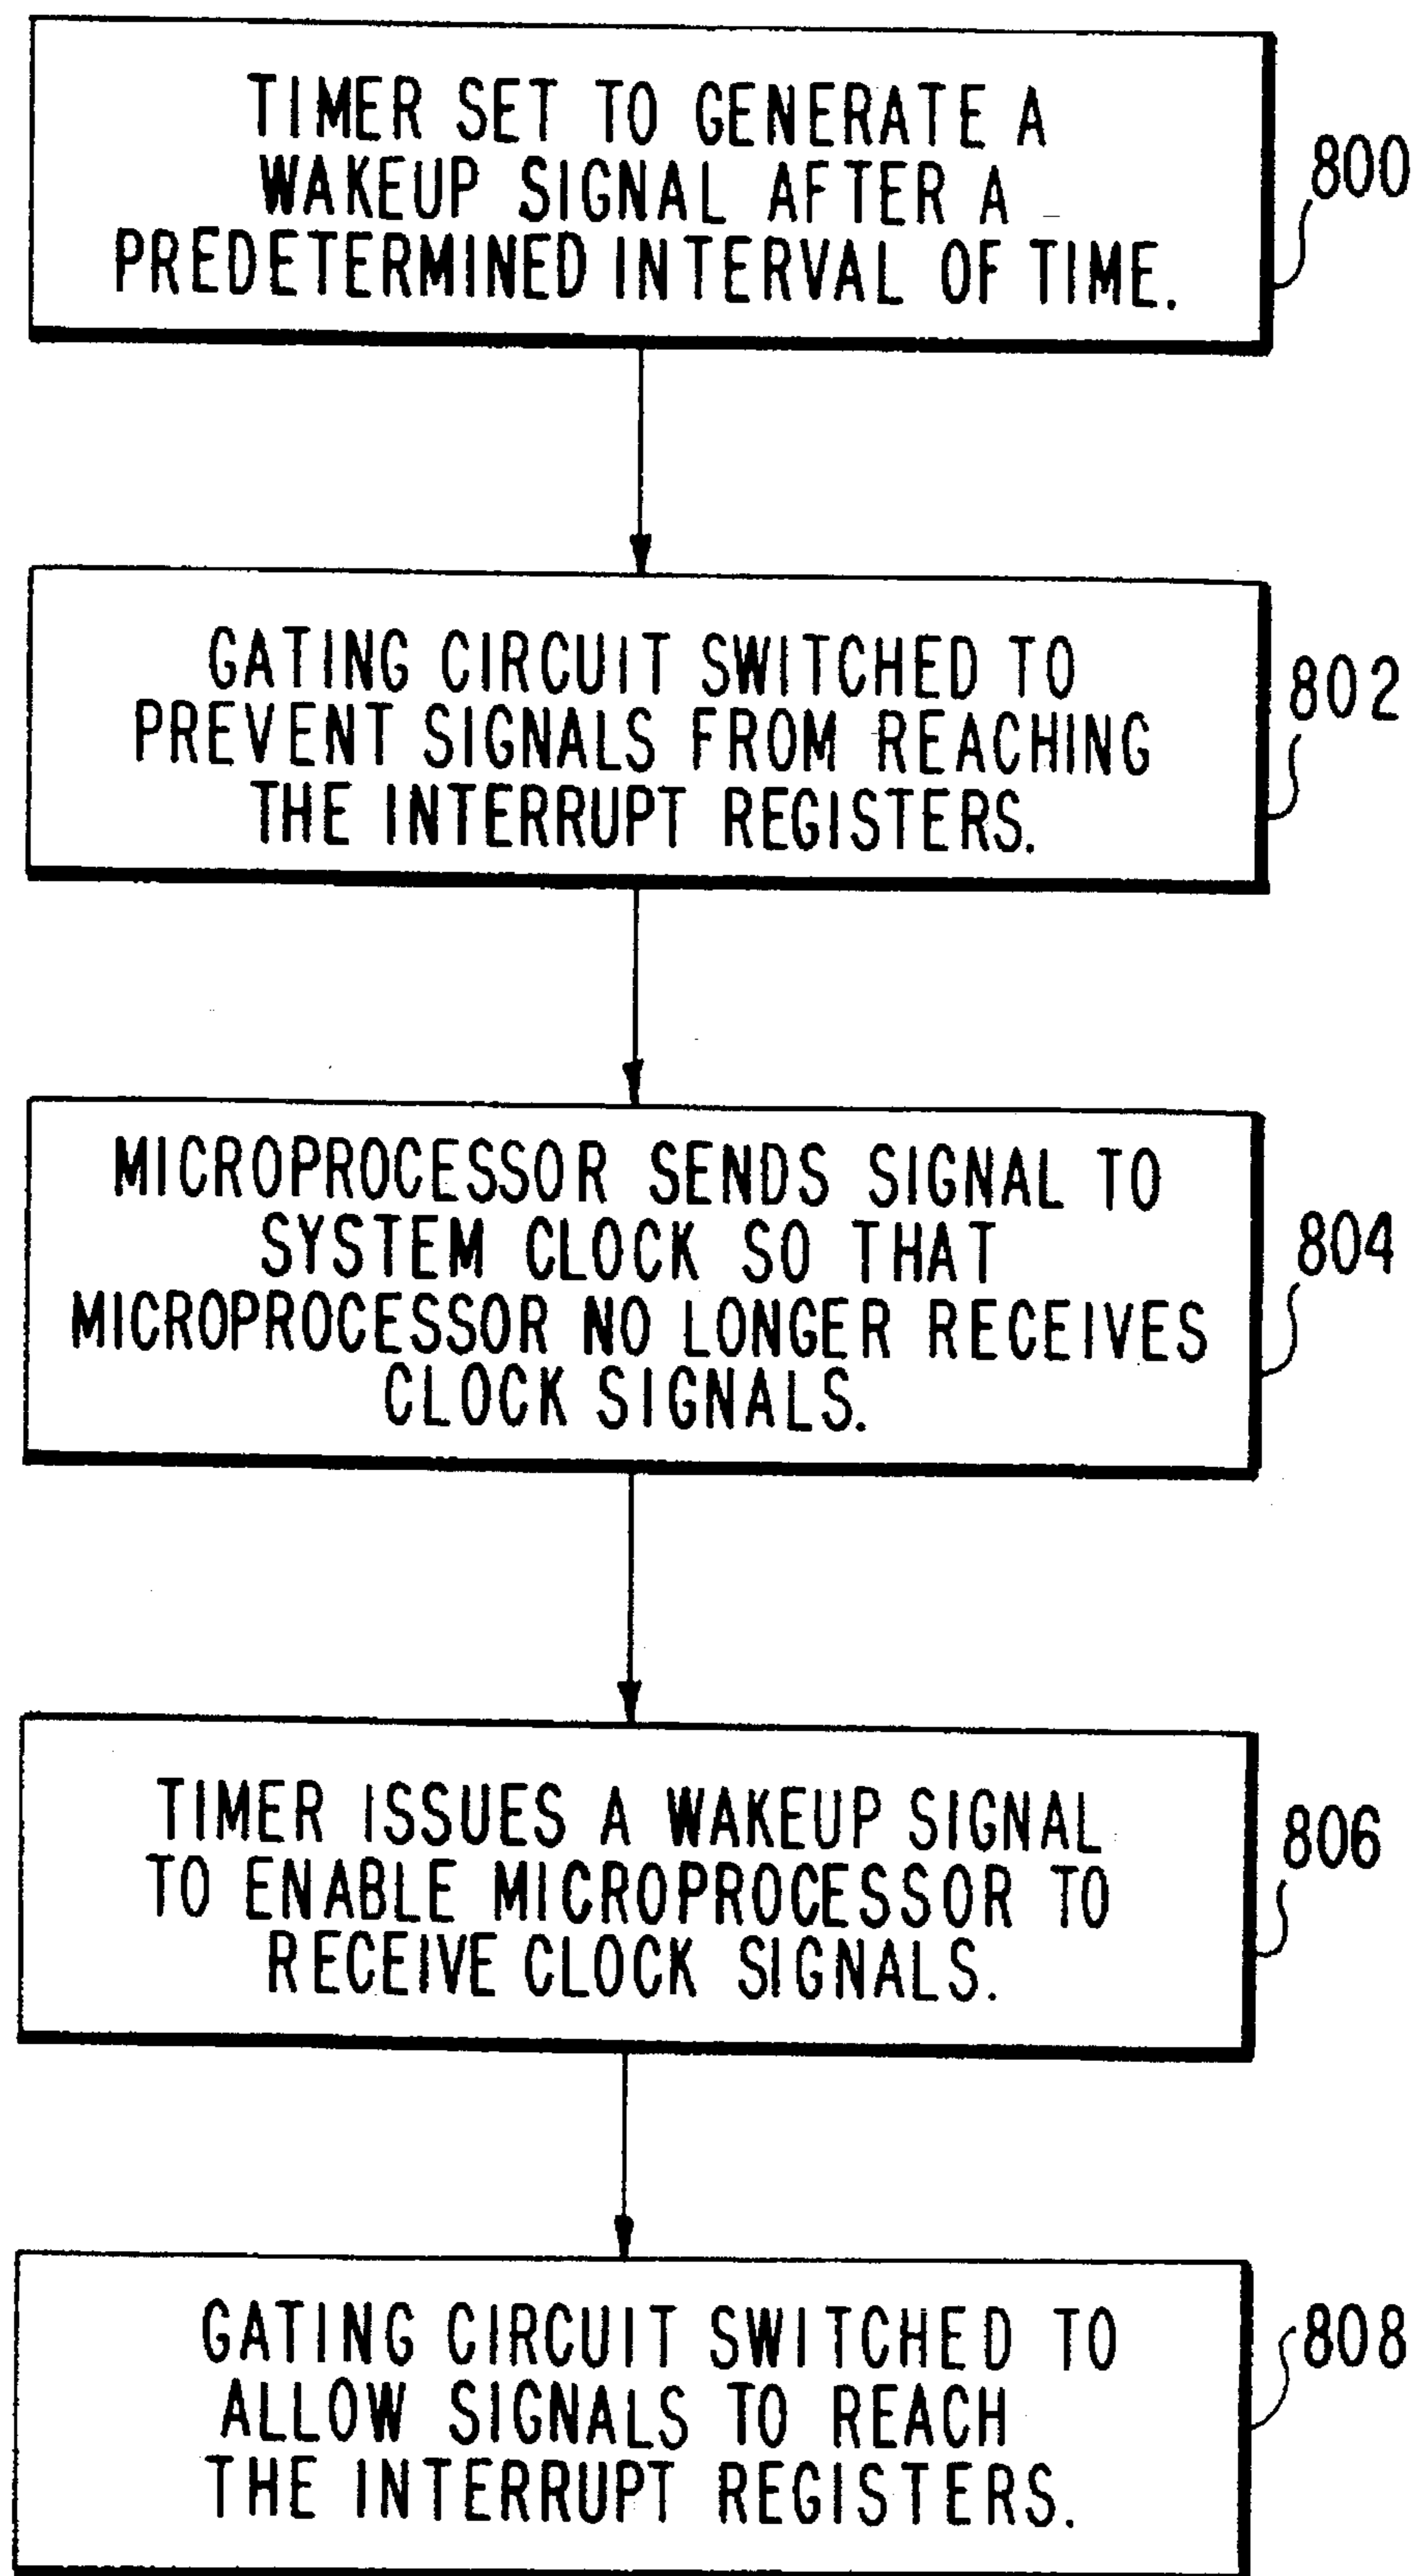 TIMER SET TO GENERATE A
WAKEUP SIGNAL AFTER A
PREDETERMINED INTERVAL OF TIME.
800
GATING CIRCUIT SWITCHED TO
PREVENT SIGNALS FROM REACHING
THE INTERRUPT REGISTERS.
802
MICROPROCESSOR SENDS SIGNAL TO
SYSTEM CLOCK SO THAT
MICROPROCESSOR NO LONGER RECEIVES
CLOCK SIGNALS.
804
TIMER ISSUES A WAKEUP SIGNAL
TO ENABLE MICROPROCESSOR TO
RECEIVE CLOCK SIGNALS.
806
GATING CIRCUIT SWITCHED TO
ALLOW SIGNALS TO REACH
THE INTERRUPT REGISTERS.
808